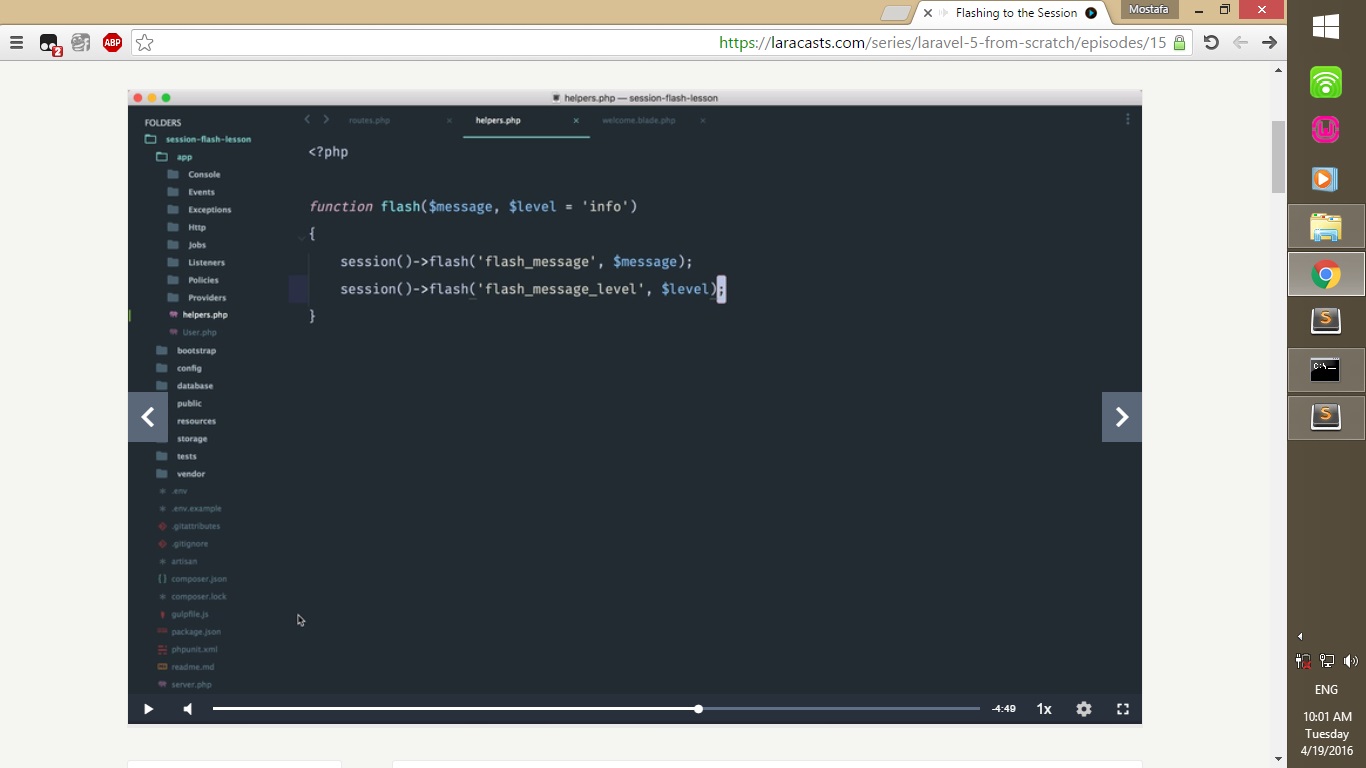 Flashing to the Session
Mostafa
2
ABP
https://laracasts.com/series/laravel-5-from-scratch/episodes/15
helpers.php — session-flash-lesson
FOLDERS
session-flash-lesson
app
Console
Events
Exceptions
Http
Jobs
Listeners
Policies
Providers
helpers.php
User.php
bootstrap
config
database
public
resources
storage
tests
vendor
.env
.env.example
.gitattributes
.gitignore
artisan
composer.json
composer.lock
gulpfile.js
package.json
phpunit.xml
readme.md
server.php
routes.php
helpers.php
welcome.blade.php
<?php
function flash($message, $level = 'info')
{
session()->flash('flash_message', $message);
session()->flash('flash_message_level', $level);
}
-4:49
1x
ENG
10:01 AM
Tuesday
4/19/2016